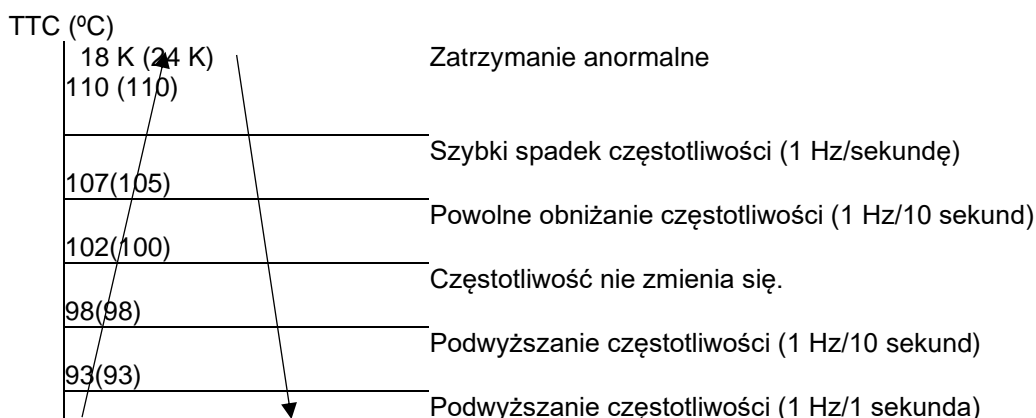 TTC (ºC)
18 K (24 K)
Zatrzymanie anormalne
110 (110)
Szybki spadek częstotliwości (1 Hz/sekundę)
107(105)
Powolne obniżanie częstotliwości (1 Hz/10 sekund)
102(100)
Częstotliwość nie zmienia się.
98(98)
Podwyższanie częstotliwości (1 Hz/10 sekund)
93(93)
Podwyższanie częstotliwości (1 Hz/1 sekunda)